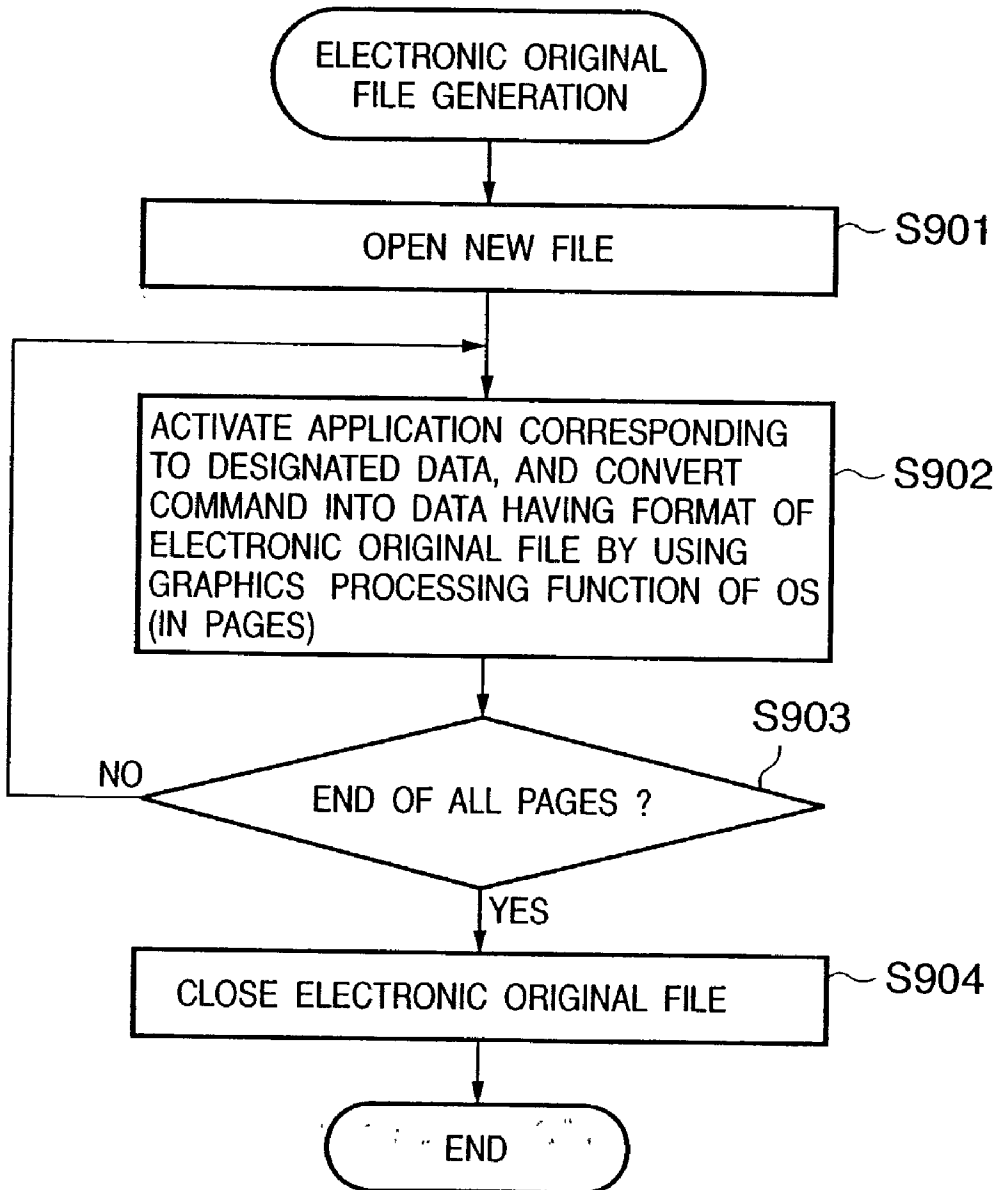 ELECTRONIC ORIGINAL
FILE GENERATION
OPEN NEW FILE
S901
ACTIVATE APPLICATION CORRESPONDING
TO DESIGNATED DATA, AND CONVERT
COMMAND INTO DATA HAVING FORMAT OF
ELECTRONIC ORIGINAL FILE BY USING
GRAPHICS PROCESSING FUNCTION OF OS
(IN PAGES)
S902
S903
NO
END OF ALL PAGES ?
YES
CLOSE ELECTRONIC ORIGINAL FILE
S904
END